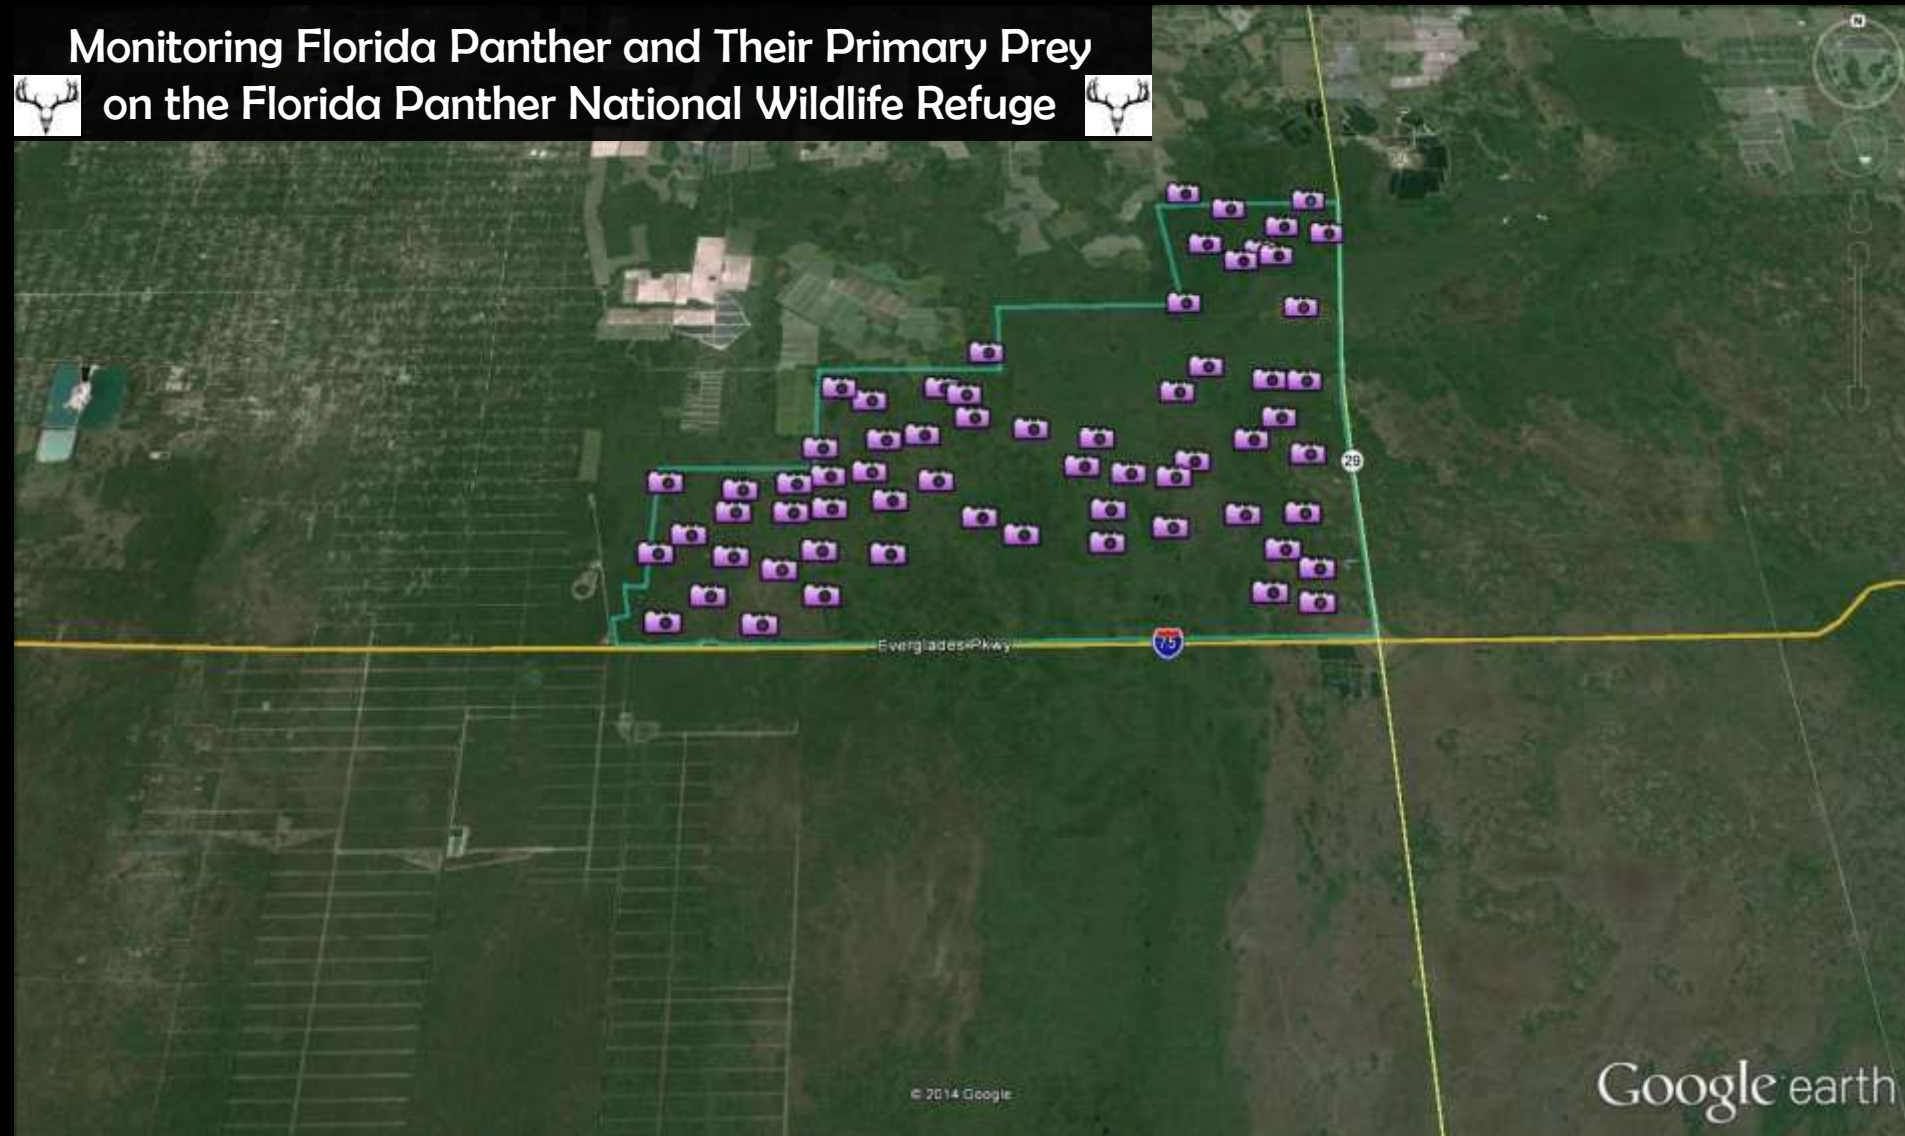 Monitoring Florida Panther and Their Primary Prey
on the Florida Panther National Wildlife Refuge
N
29
Everglades Pkwy
75
© 2014 Google
Google earth